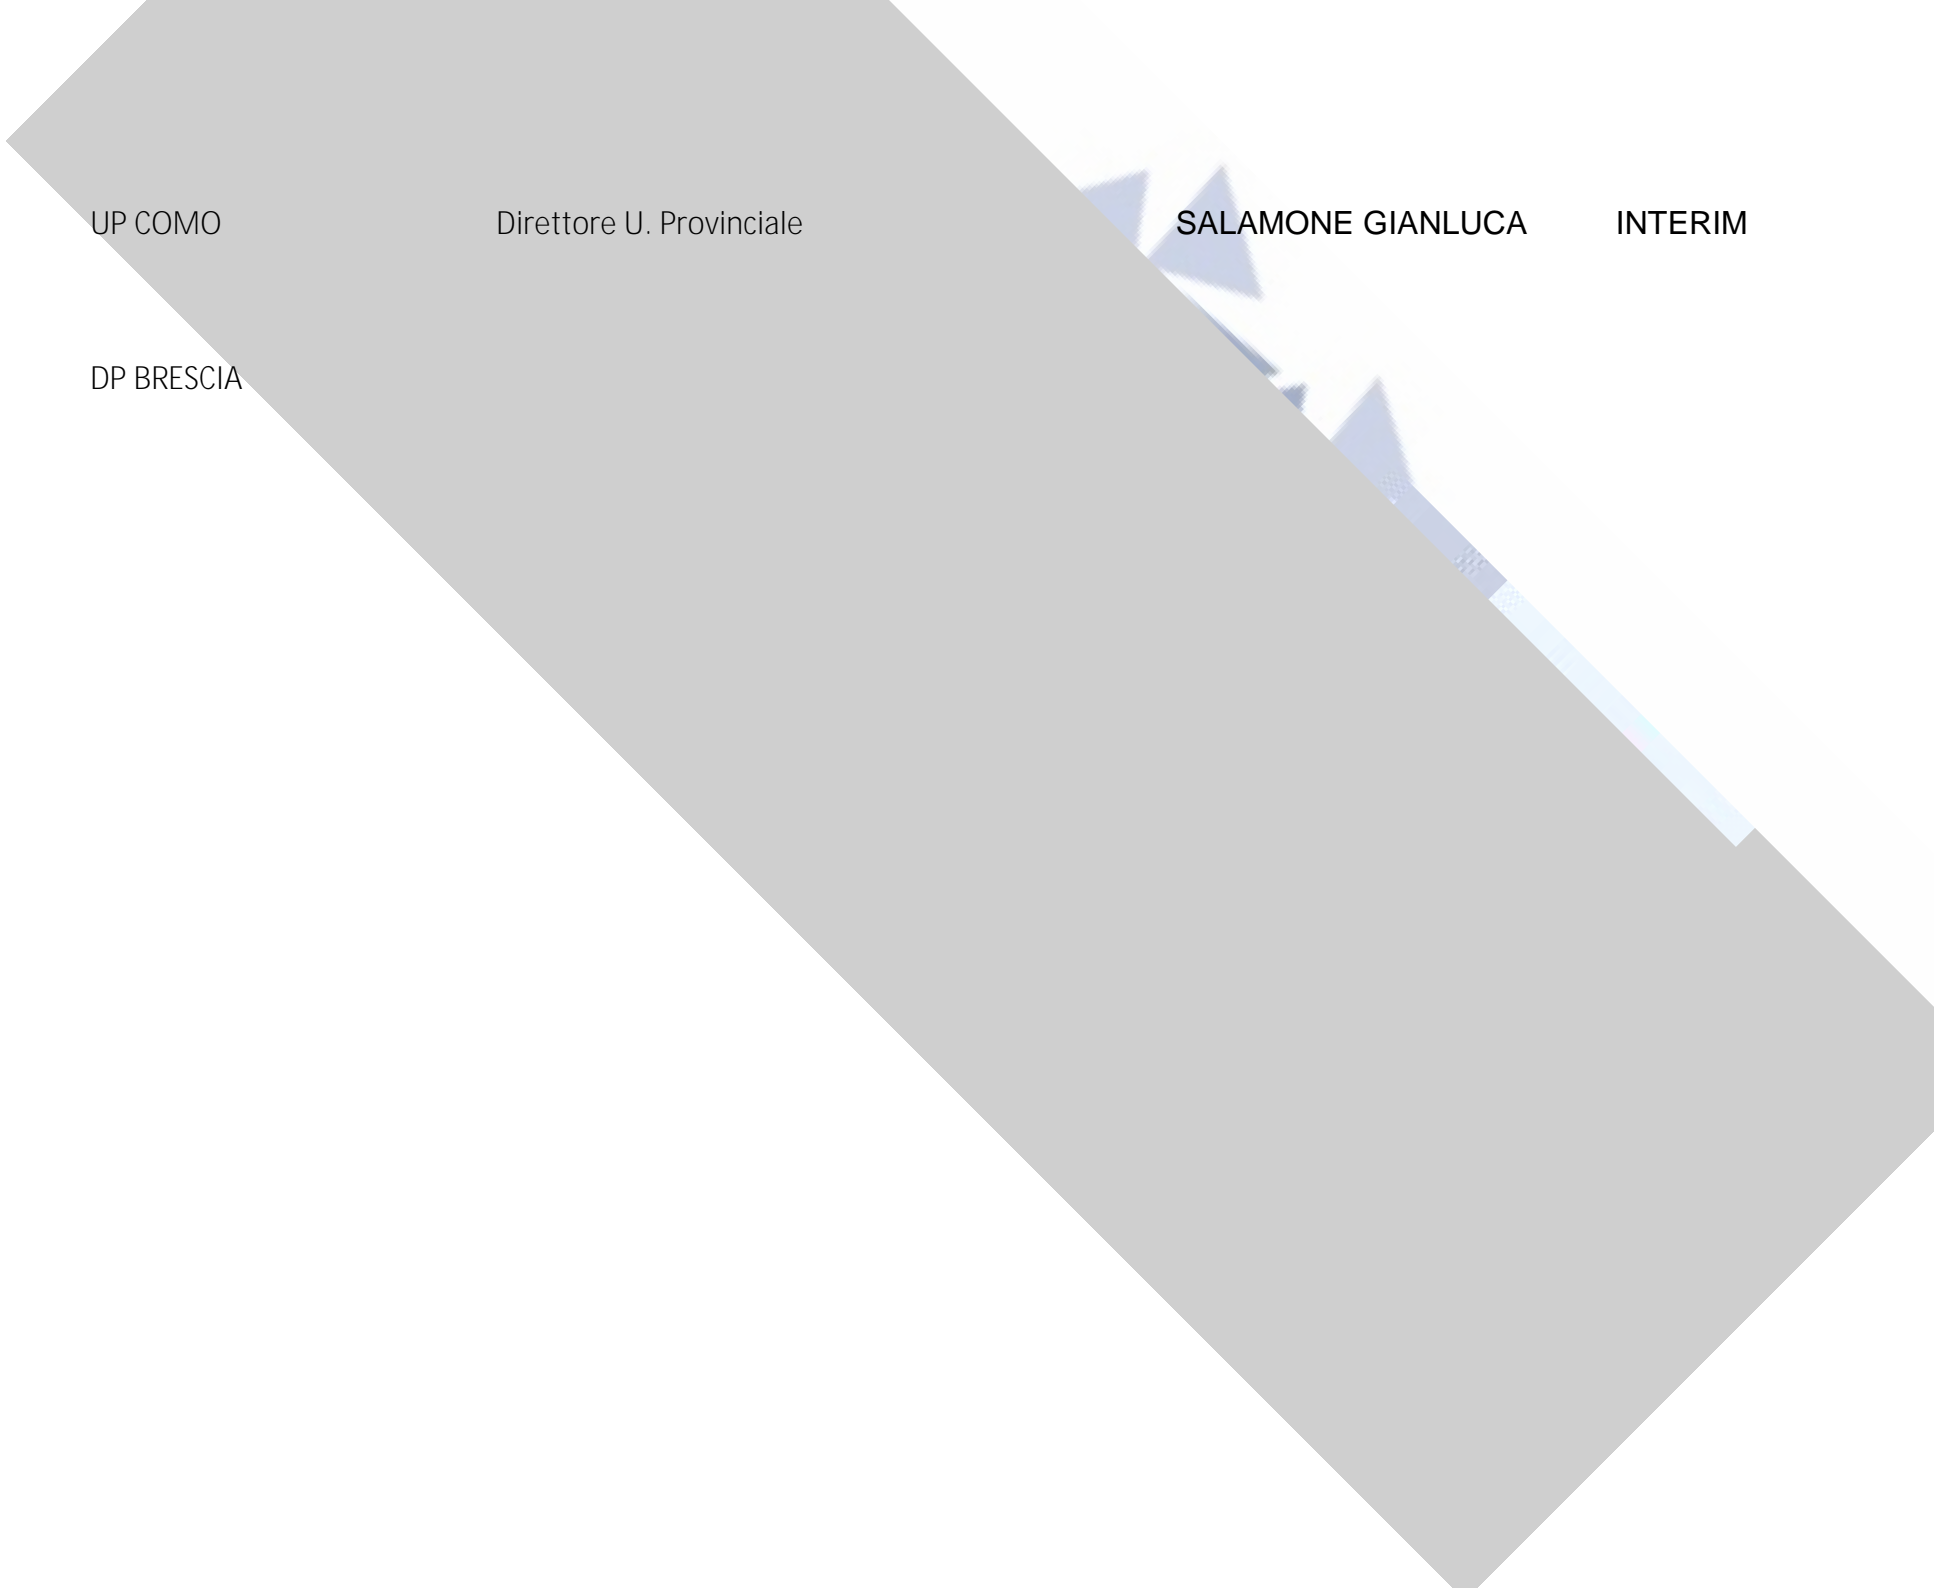 UP COMO Direttore U. Provinciale SALAMONE GIANLUCA INTERIM
DP BRESCIA